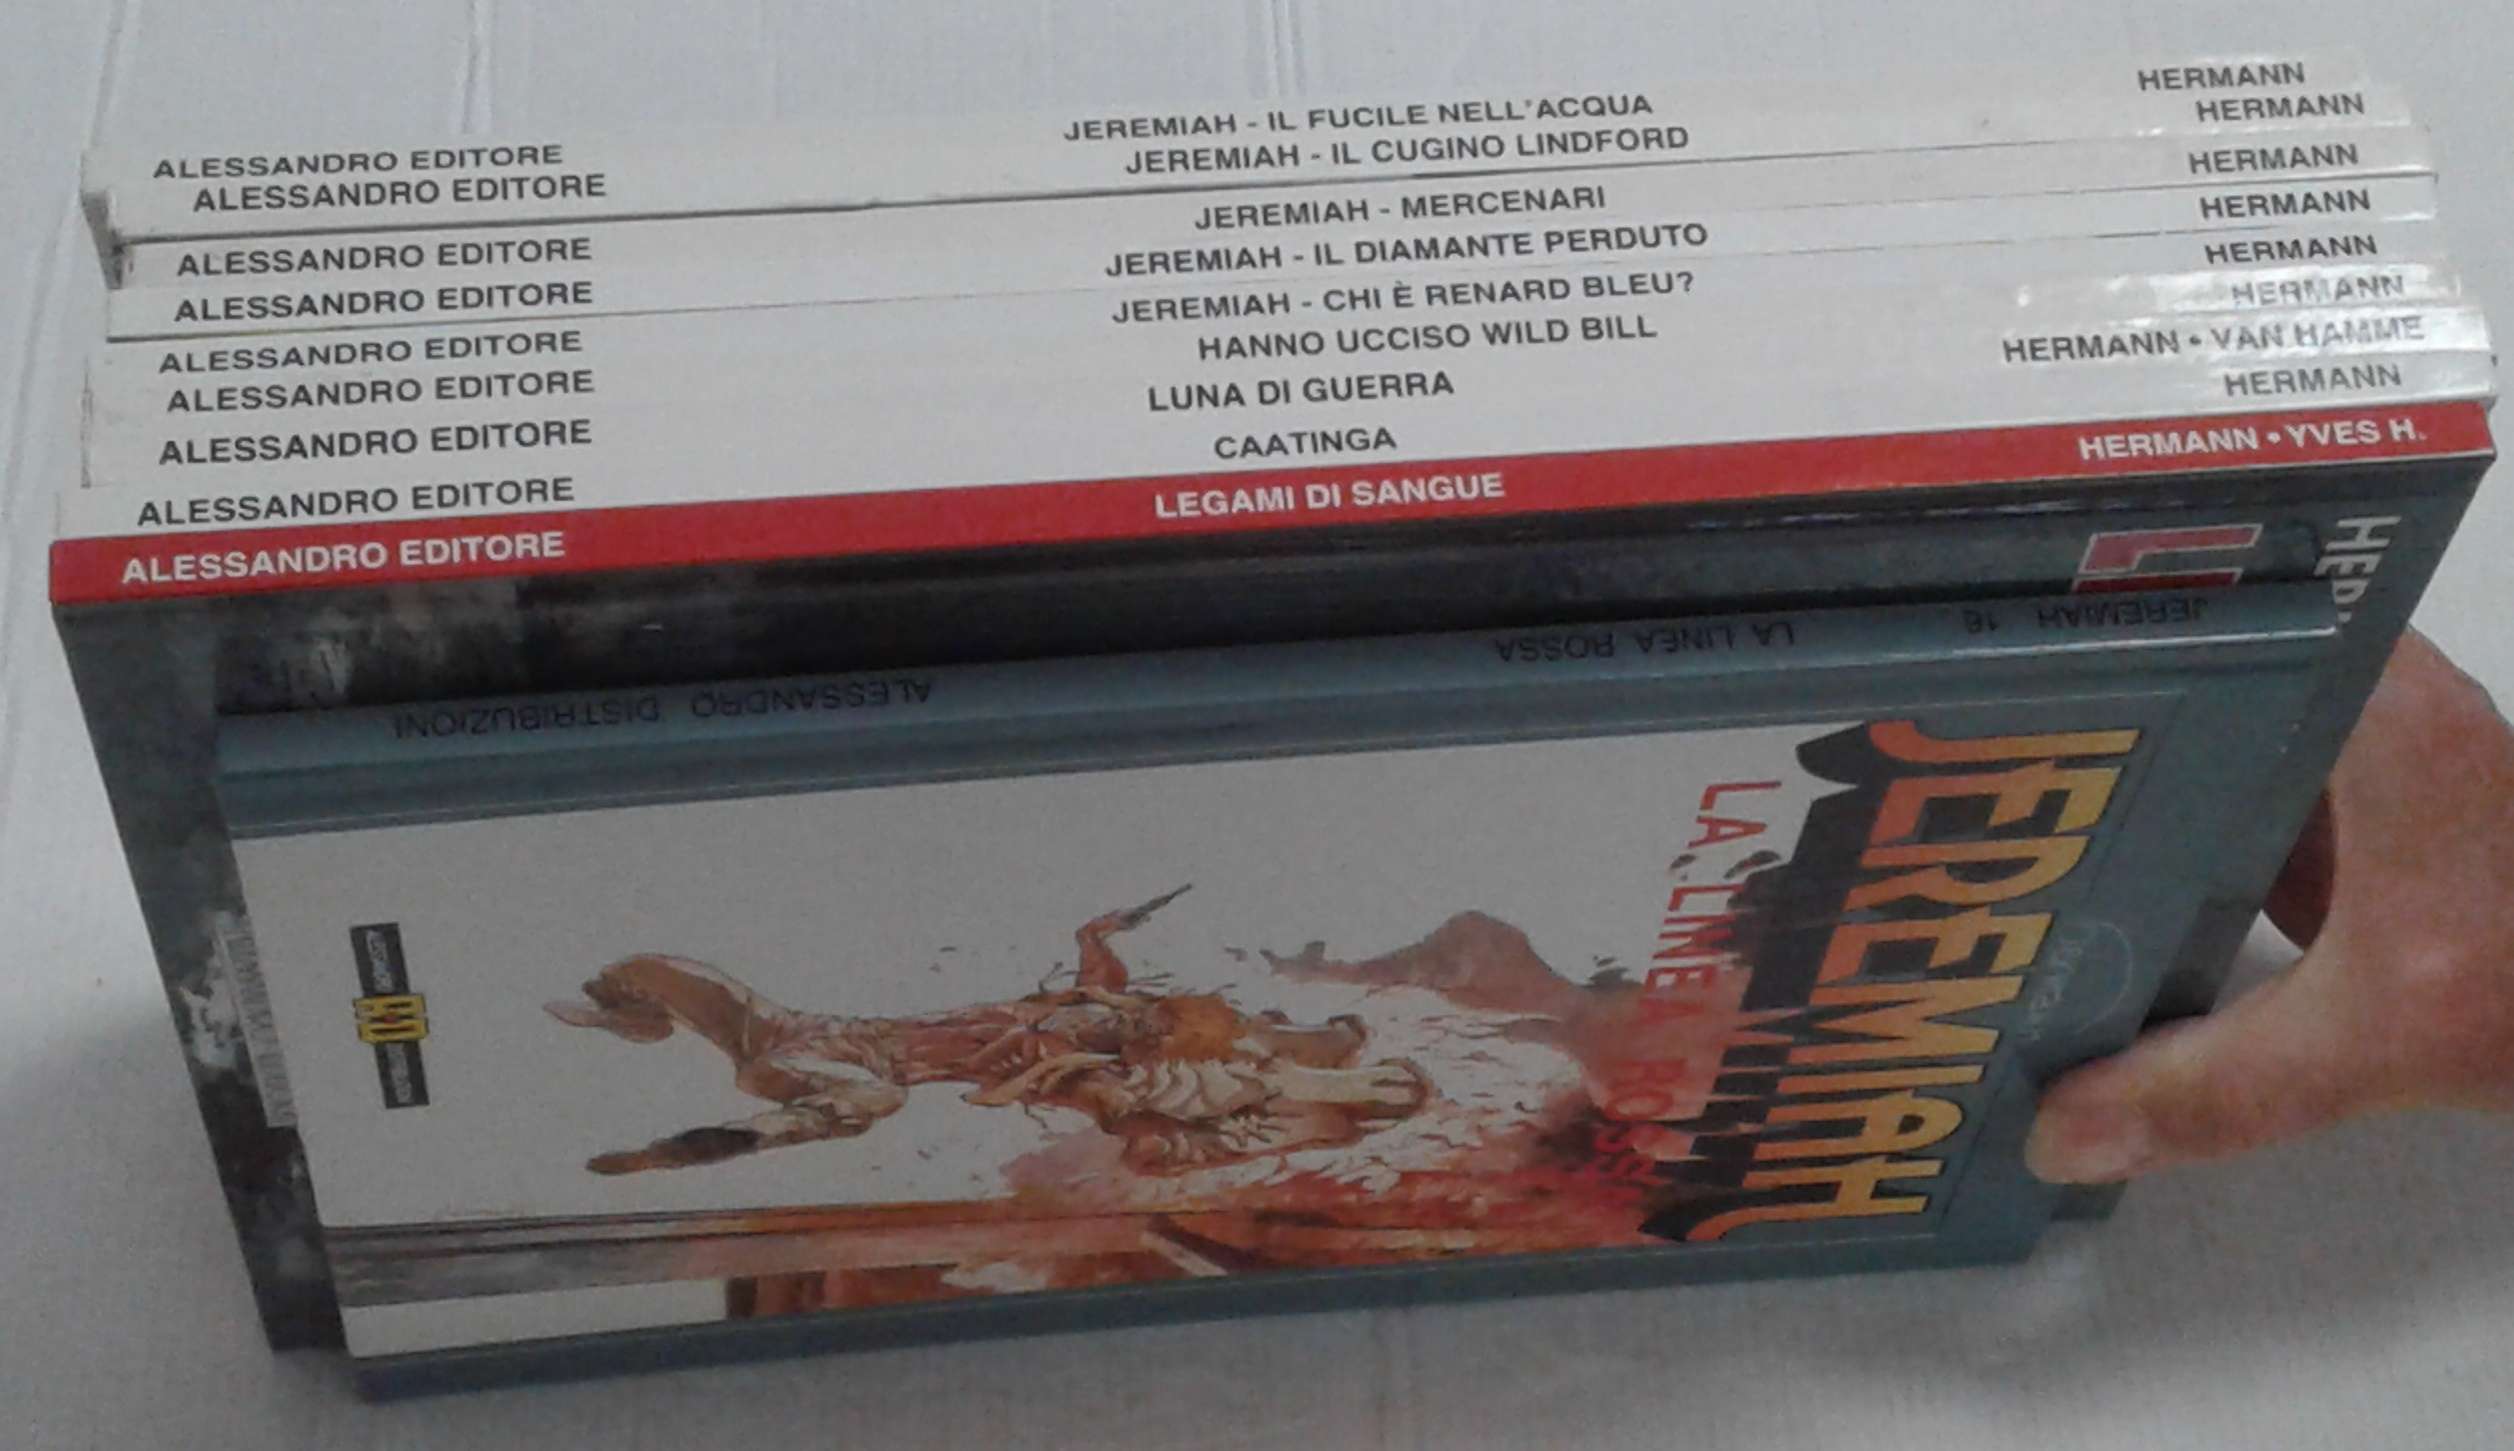 ALESSANDRO EDITORE JEREMIAH - IL FUCILE NELL'ACQUA HERMANN
ALESSANDRO EDITORE JEREMIAH - IL CUGINO LINDFORD HERMANN
ALESSANDRO EDITORE JEREMIAH - MERCENARI HERMANN
ALESSANDRO EDITORE JEREMIAH - IL DIAMANTE PERDUTO HERMANN
ALESSANDRO EDITORE JEREMIAH - CHI È RENARD BLEU? HERMANN
ALESSANDRO EDITORE HANNO UCCISO WILD BILL HERMANN
ALESSANDRO EDITORE LUNA DI GUERRA HERMANN • VAN HAMME
ALESSANDRO EDITORE CAATINGA HERMANN
ALESSANDRO EDITORE LEGAMI DI SANGUE HERMANN • YVES H.
JEREMIAH 16 LA LINEA ROSSA ALESSANDRO DISTRIBUZIONI
JEREMIAH
LA LINEA ROSSA